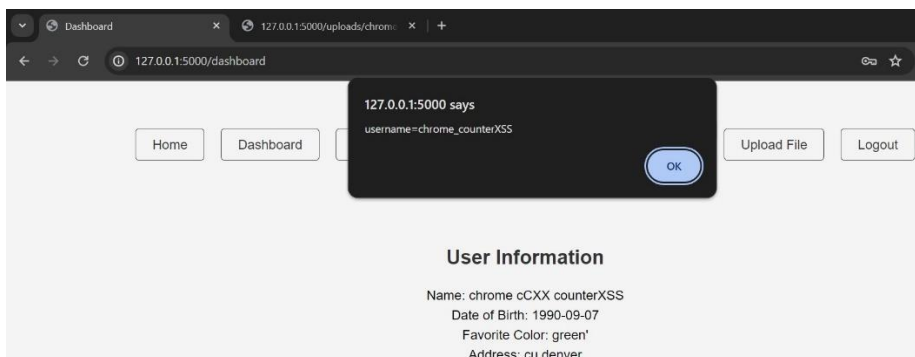 Dashboard
127.0.0.1:5000/uploads/chrome
127.0.0.1:5000/dashboard
127.0.0.1:5000 says
username=chrome_counterXSS
OK
Home
Dashboard
Upload File
Logout
User Information
Name: chrome cCXX counterXSS
Date of Birth: 1990-09-07
Favorite Color: green'
Address: cu denver